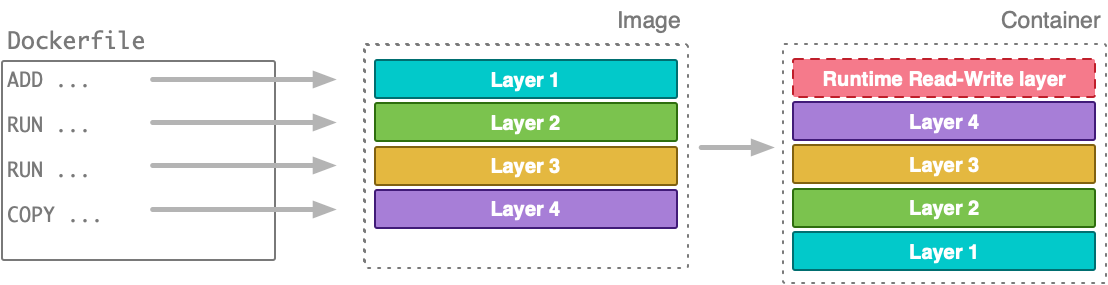 Dockerfile
ADD ...
RUN ...
RUN ...
COPY ...
Image
Layer 1
Layer 2
Layer 3
Layer 4
Container
Runtime Read-Write layer
Layer 4
Layer 3
Layer 2
Layer 1